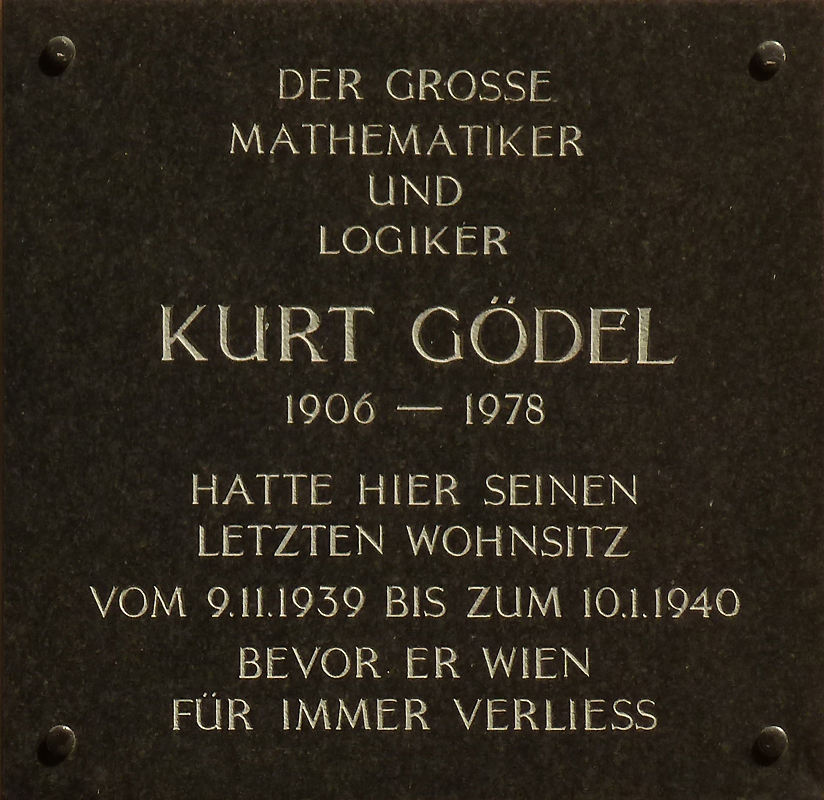 DER GROSSE
MATHEMATIKER
UND
LOGIKER
KURT GÖDEL
1906 — 1978
HATTE HIER SEINEN
LETZTEN WOHNSITZ
VOM 9.11.1939 BIS ZUM 10.1.1940
BEVOR ER WIEN
FÜR IMMER VERLIESS